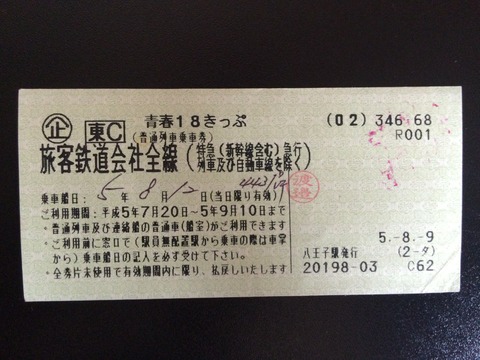 青春18きっぷ
(02) 346-68
㊭ 東C (普通列車乗車券) R001
旅客鉄道会社全線 (特急(新幹線含む)急行列車及び自動車線を除く)
乗車船日: 5年 8月 12日(当日限り有効)
ご利用期間:平成5年7月20日~5年9月10日まで
*普通列車及び連絡船の普通車(船室)がご利用できます
*ご利用前に窓口で(駅員無配置駅から乗車の際は車掌から)乗車船日の記入を必ず受けて下さい。
*全券片未使用で有効期間内に限り、払戻しいたします
渡辺
5.-8.-9
八王子駅発行 (2-タ)
20198-03 C62